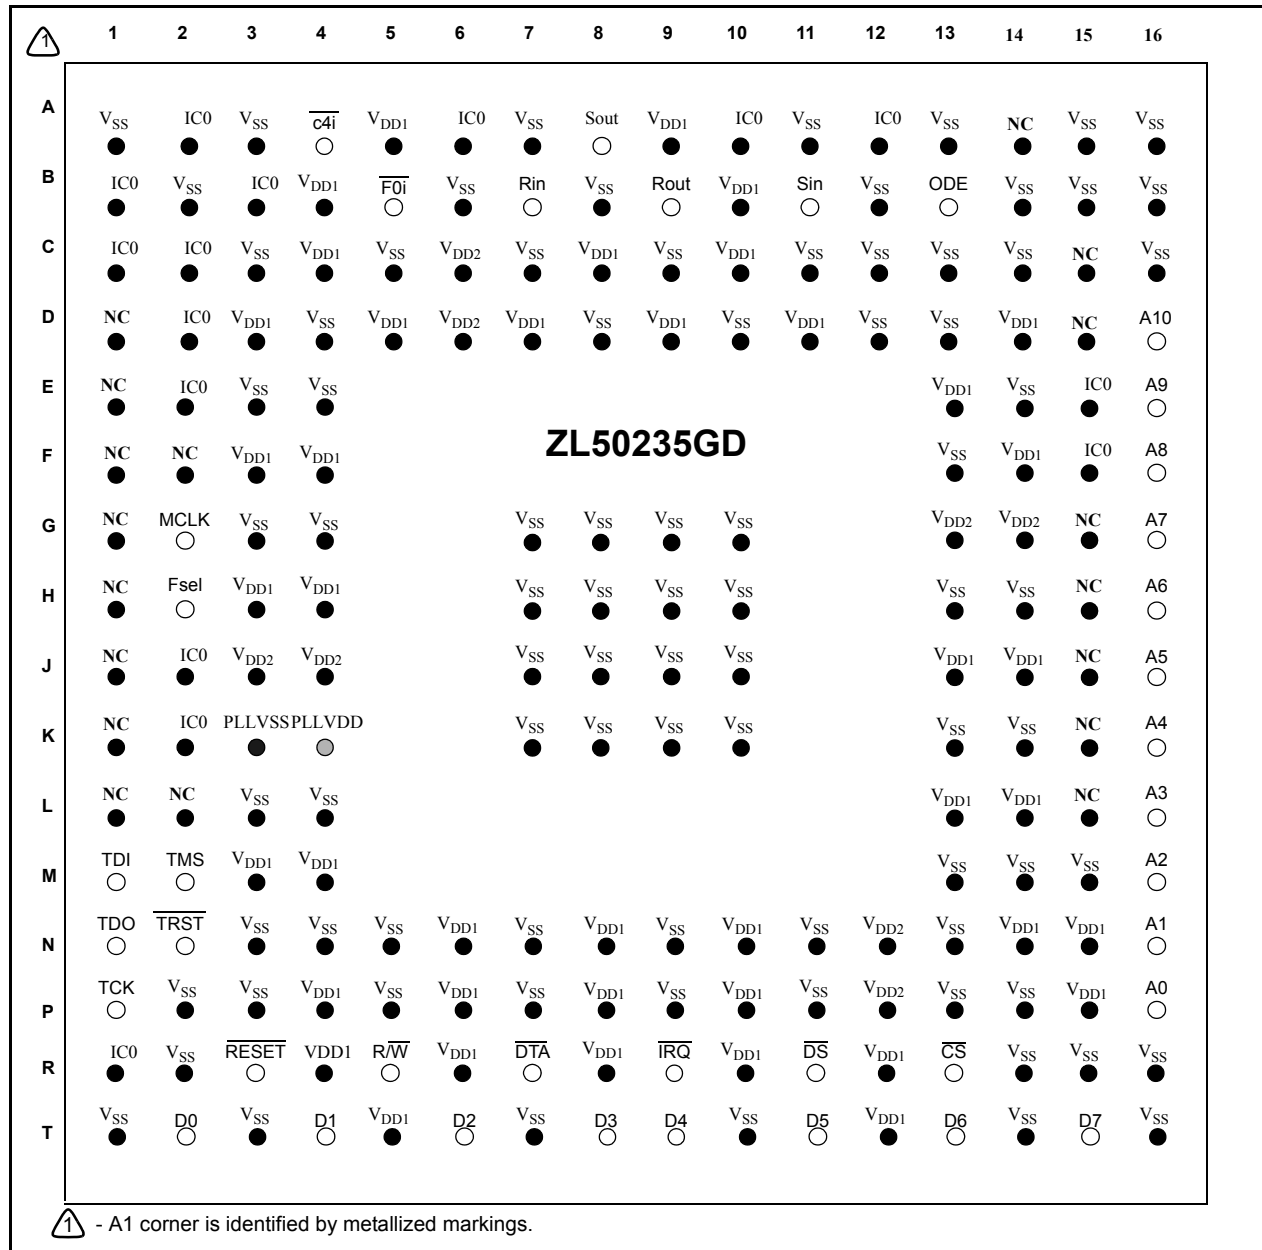 1 1 2 3 4 5 6 7 8 9 10 11 12 13 14 15 16
A VSS IC0 VSS c4i VDD1 IC0 VSS Sout VDD1 IC0 VSS IC0 VSS NC VSS VSS
B IC0 VSS IC0 VDD1 F0i VSS Rin VSS Rout VDD1 Sin VSS ODE VSS VSS VSS
C IC0 IC0 VSS VDD1 VSS VDD2 VSS VDD1 VSS VDD1 VSS VSS VSS VSS NC VSS
D NC IC0 VDD1 VSS VDD1 VDD2 VDD1 VSS VDD1 VSS VDD1 VSS VSS VDD1 NC A10
E NC IC0 VSS VSS VDD1 VSS IC0 A9
ZL50235GD
F NC NC VDD1 VDD1 VSS VDD1 IC0 A8
G NC MCLK VSS VSS VSS VSS VSS VSS VDD2 VDD2 NC A7
H NC Fsel VDD1 VDD1 VSS VSS VSS VSS VSS VSS NC A6
J NC IC0 VDD2 VDD2 VSS VSS VSS VSS VDD1 VDD1 NC A5
K NC IC0 PLLVSS PLLVDD VSS VSS VSS VSS VSS VSS NC A4
L NC NC VSS VSS VDD1 VDD1 NC A3
M TDI TMS VDD1 VDD1 VSS VSS VSS A2
N TDO TRST VSS VSS VSS VDD1 VSS VDD1 VSS VDD1 VSS VDD2 VSS VDD1 VDD1 A1
P TCK VSS VSS VDD1 VSS VDD1 VSS VDD1 VSS VDD1 VSS VDD2 VSS VSS VDD1 A0
R IC0 VSS RESET VDD1 R/W VDD1 DTA VDD1 IRQ VDD1 DS VDD1 CS VSS VSS VSS
T VSS D0 VSS D1 VDD1 D2 VSS D3 D4 VSS D5 VDD1 D6 VSS D7 VSS
1 - A1 corner is identified by metallized markings.